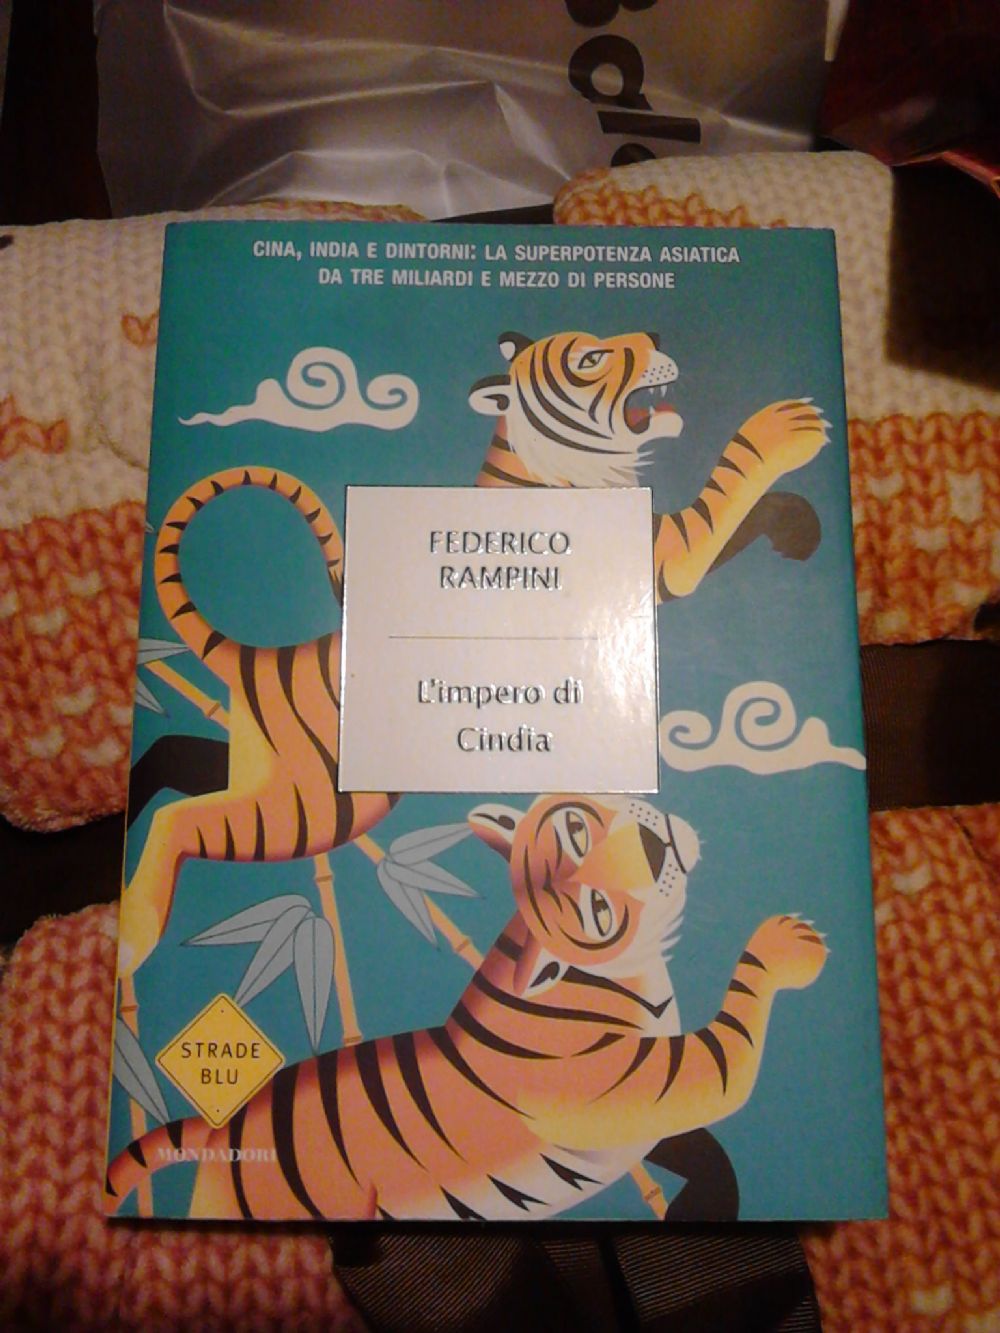 CINA, INDIA E DINTORNI: LA SUPERPOTENZA ASIATICA
DA TRE MILIARDI E MEZZO DI PERSONE
FEDERICO
RAMPINI
L'impero di
Cindia
STRADE
BLU
MONDADORI